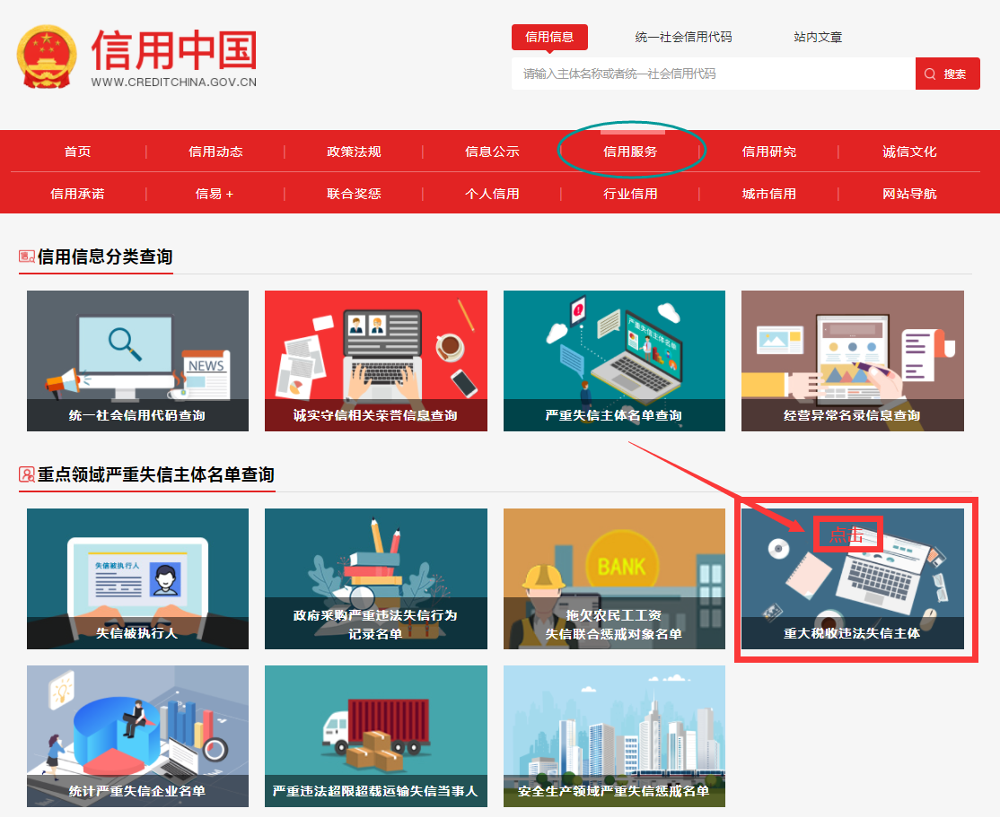 信用中国
WWW.CREDITCHINA.GOV.CN
信用信息 统一社会信用代码 站内文章
请输入主体名称或者统一社会信用代码 搜索
首页 信用动态 政策法规 信息公示 信用服务 信用研究 诚信文化
信用承诺 信易+ 联合奖惩 个人信用 行业信用 城市信用 网站导航
信用信息分类查询
NEWS
严重失信主体名单
统一社会信用代码查询 诚实守信相关荣誉信息查询 严重失信主体名单查询 经营异常名录信息查询
重点领域严重失信主体名单查询
点击
失信被执行人
BANK
失信被执行人
政府采购严重违法失信行为
记录名单
拖欠农民工工资
失信联合惩戒对象名单
重大税收违法失信主体
统计严重失信企业名单 严重违法超限超载运输失信当事人 安全生产领域严重失信惩戒名单